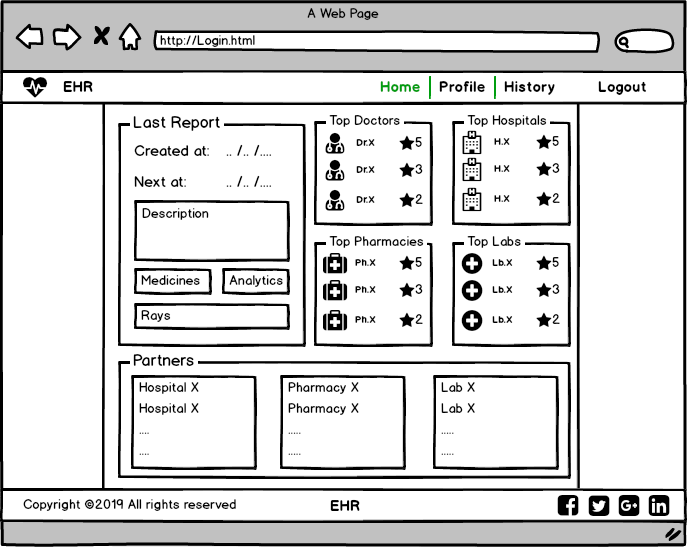 A Web Page
http://Login.html
EHR
Home
Profile
History
Logout
Last Report
Created at: .. /.. /....
Next at: .. /.. /....
Description
Medicines
Analytics
Rays
Top Doctors
Dr.X 5
Dr.X 3
Dr.X 2
Top Hospitals
H.X 5
H.X 3
H.X 2
Top Pharmacies
Ph.X 5
Ph.X 3
Ph.X 2
Top Labs
Lb.X 5
Lb.X 3
Lb.X 2
Partners
Hospital X
Hospital X
....
....
Pharmacy X
Pharmacy X
.....
.....
Lab X
Lab X
.....
.....
Copyright ©2019 All rights reserved
EHR
f
G+
in